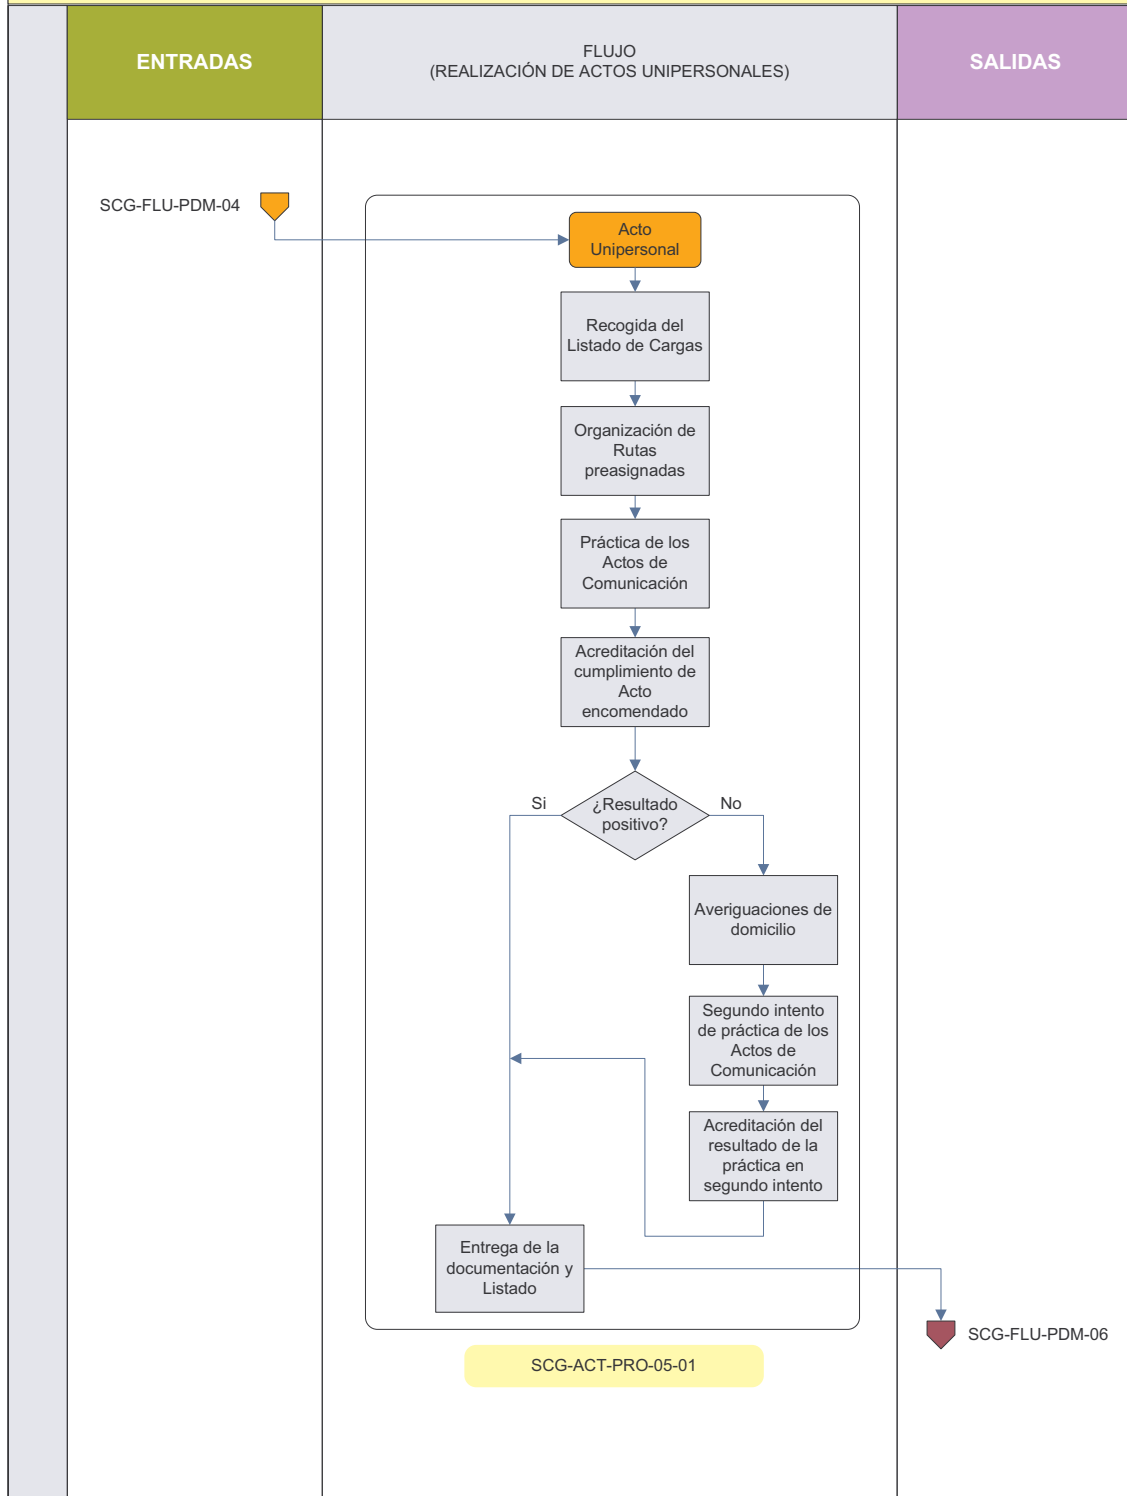 ENTRADAS
FLUJO
(REALIZACIÓN DE ACTOS UNIPERSONALES)
SALIDAS
SCG-FLU-PDM-04
Acto
Unipersonal
Recogida del
Listado de Cargas
Organización de
Rutas
preasignadas
Práctica de los
Actos de
Comunicación
Acreditación del
cumplimiento de
Acto
encomendado
¿Resultado
positivo?
Si
No
Averiguaciones de
domicilio
Segundo intento
de práctica de los
Actos de
Comunicación
Acreditación del
resultado de la
práctica en
segundo intento
Entrega de la
documentación y
Listado
SCG-FLU-PDM-06
SCG-ACT-PRO-05-01